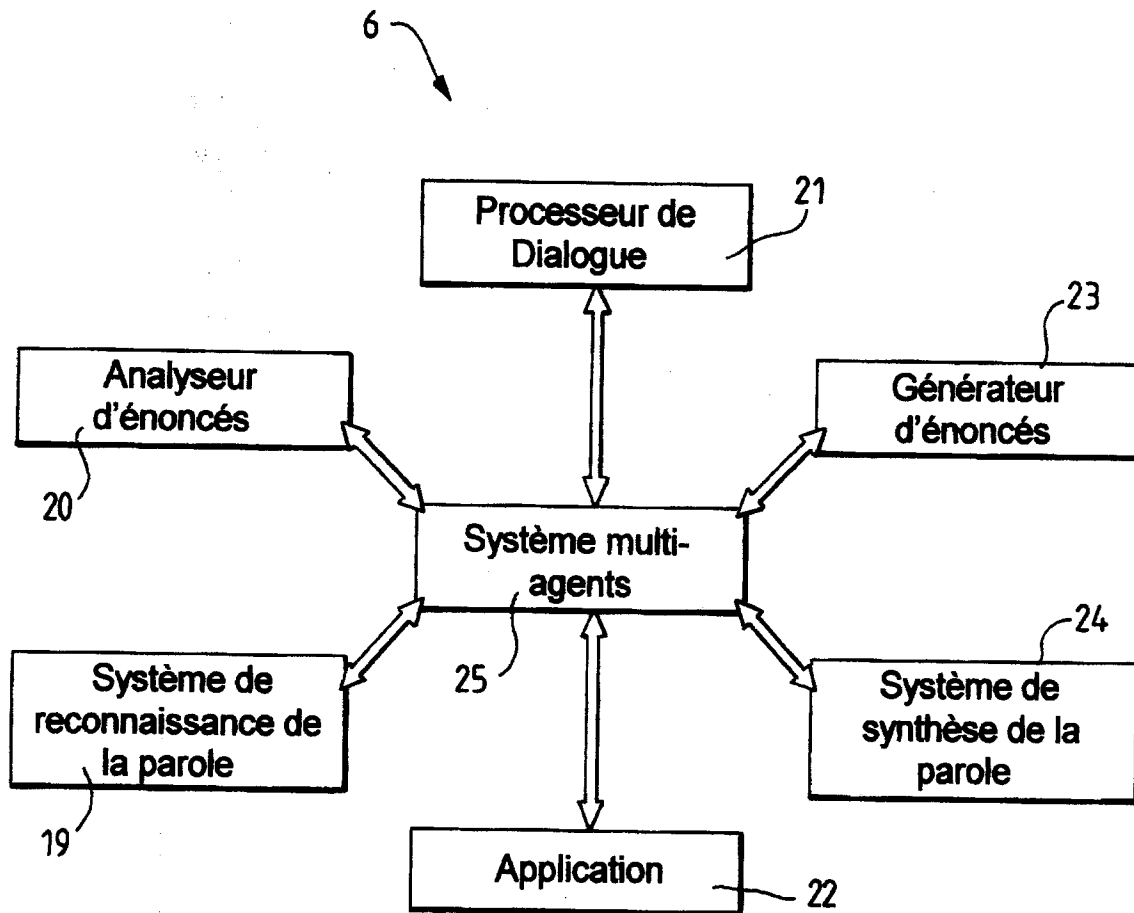 6
Processeur de
Dialogue
21
Analyseur
d'énoncés
20
23
Générateur
d'énoncés
Système multi-
agents
25
Système de
reconnaissance de
la parole
19
24
Système de
synthèse de la
parole
Application
22